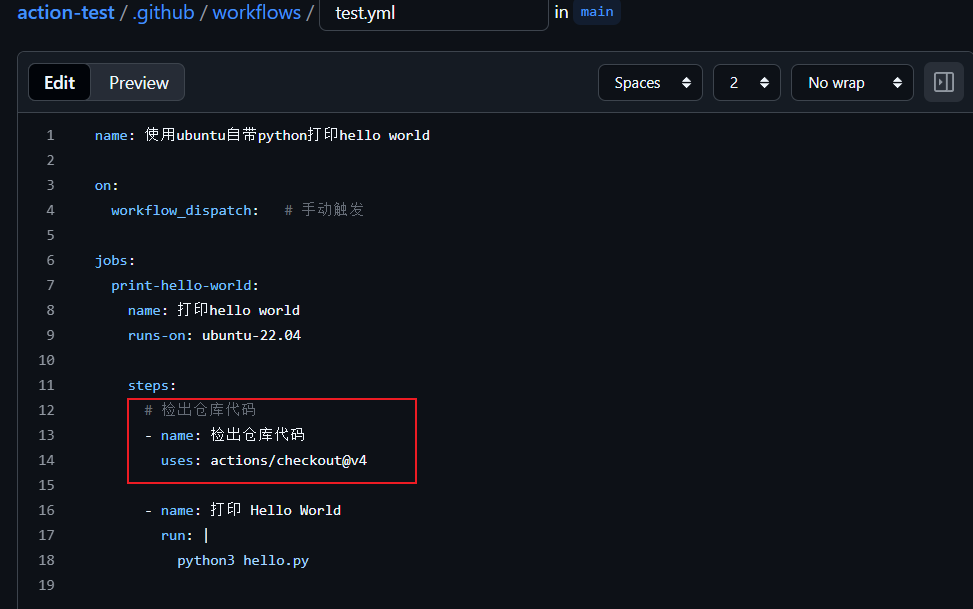 action-test / .github / workflows / test.yml in main
Edit Preview Spaces 2 No wrap
1 name: 使用ubuntu自带python打印hello world
2
3 on:
4 workflow_dispatch: # 手动触发
5
6 jobs:
7 print-hello-world:
8 name: 打印hello world
9 runs-on: ubuntu-22.04
10
11 steps:
12 # 检出仓库代码
13 - name: 检出仓库代码
14 uses: actions/checkout@v4
15
16 - name: 打印 Hello World
17 run: |
18 python3 hello.py
19